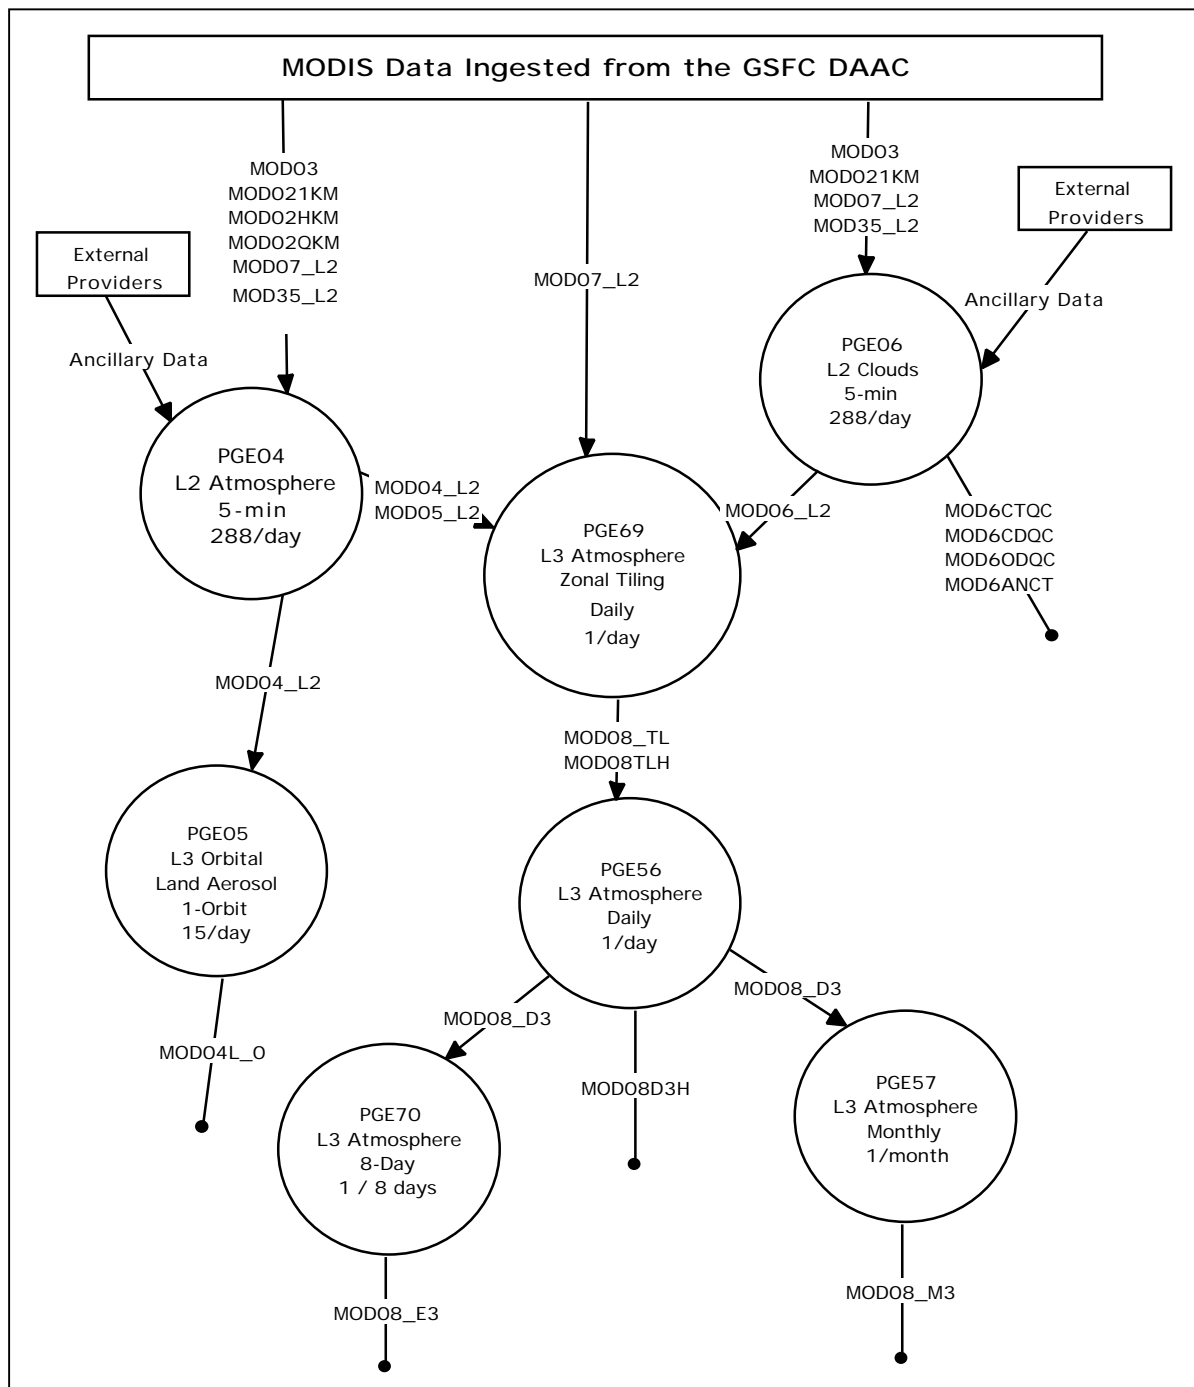 MODIS Data Ingested from the GSFC DAAC
MOD03
MOD021KM
MOD02HKM
MOD02QKM
MOD07_L2
MOD35_L2
MOD07_L2
MOD03
MOD021KM
MOD07_L2
MOD35_L2
External
Providers
Ancillary Data
External
Providers
Ancillary Data
PGE04
L2 Atmosphere
5-min
288/day
MOD04_L2
MOD05_L2
PGE06
L2 Clouds
5-min
288/day
MOD06_L2
MOD6CTQC
MOD6CDQC
MOD6ODQC
MOD6ANCT
PGE69
L3 Atmosphere
Zonal Tiling
Daily
1/day
MOD04_L2
MOD08_TL
MOD08TLH
PGE05
L3 Orbital
Land Aerosol
1-Orbit
15/day
MOD04L_0
PGE56
L3 Atmosphere
Daily
1/day
MOD08_D3
MOD08D3H
MOD08_D3
PGE70
L3 Atmosphere
8-Day
1 / 8 days
MOD08_E3
PGE57
L3 Atmosphere
Monthly
1/month
MOD08_M3